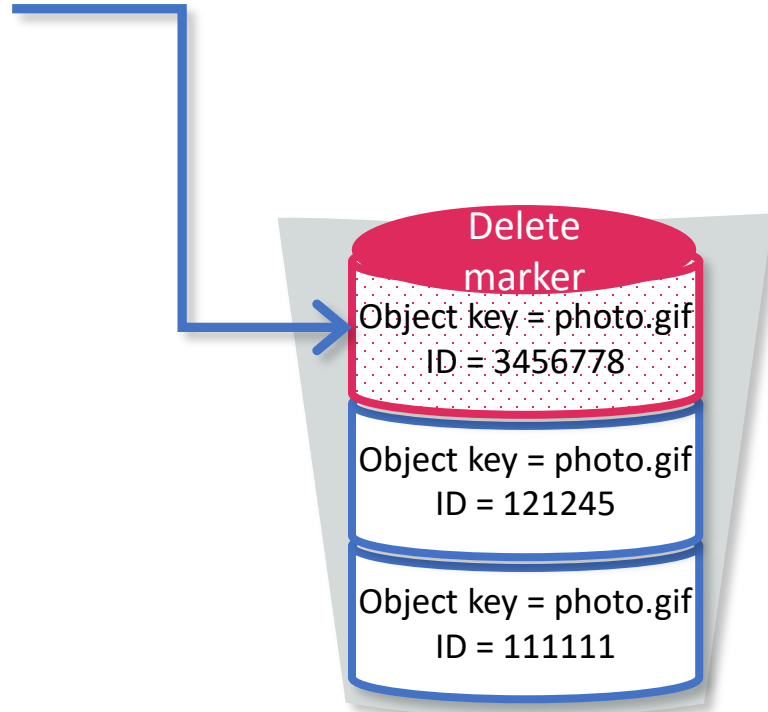 Delete
marker
Object key = photo.gif
ID = 3456778
Object key = photo.gif
ID = 121245
Object key = photo.gif
ID = 111111